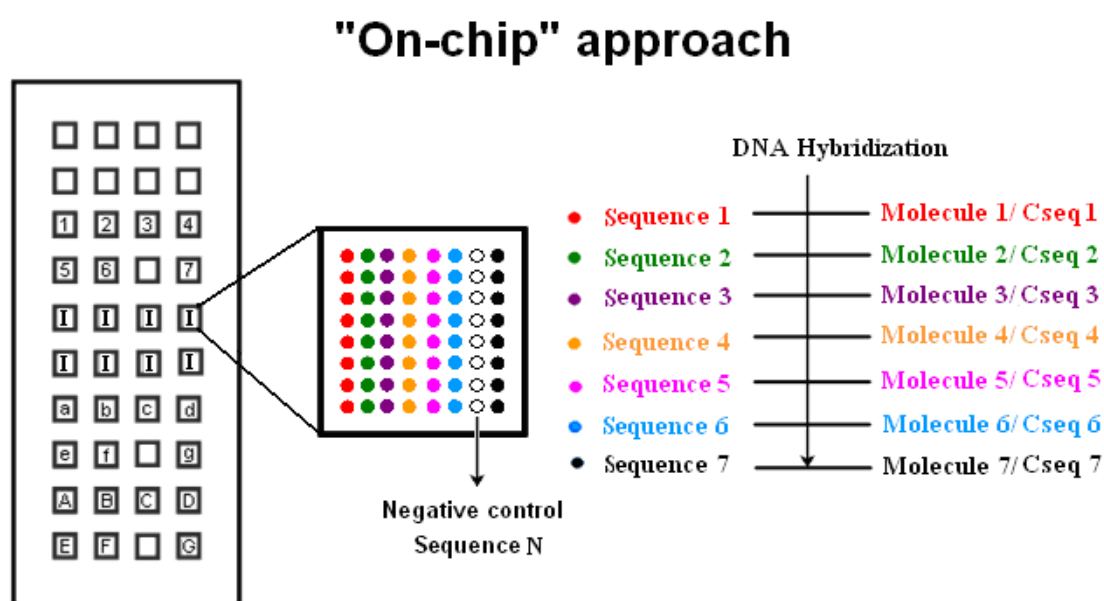 "On-chip" approach
1 2 3 4
5 6 7
I I I I
I I I I
a b c d
e f g
A B C D
E F G
Negative control
Sequence N
DNA Hybridization
Sequence 1 Molecule 1/ Cseq 1
Sequence 2 Molecule 2/ Cseq 2
Sequence 3 Molecule 3/ Cseq 3
Sequence 4 Molecule 4/ Cseq 4
Sequence 5 Molecule 5/ Cseq 5
Sequence 6 Molecule 6/ Cseq 6
Sequence 7 Molecule 7/ Cseq 7